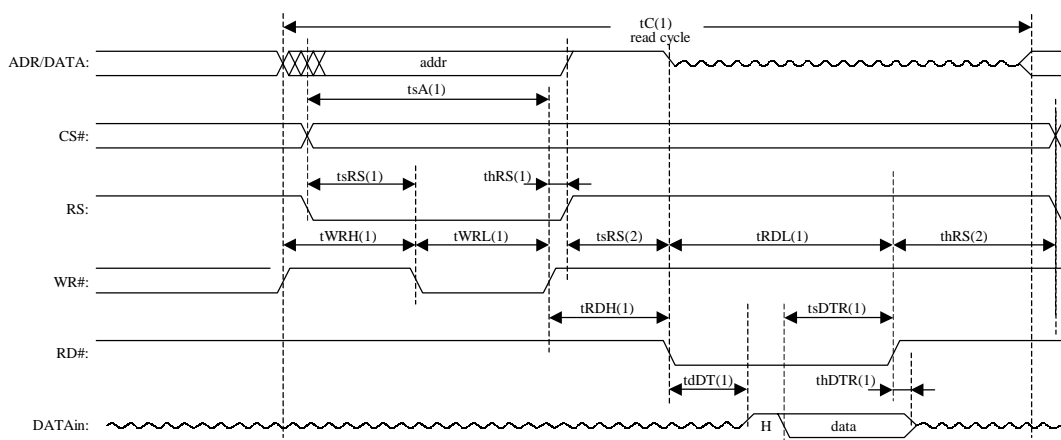 tC(1)
read cycle
ADR/DATA:
addr
tsA(1)
CS#:
tsRS(1)
thRS(1)
RS:
tWRH(1)
tWRL(1)
tsRS(2)
tRDL(1)
thRS(2)
WR#:
tRDH(1)
tsDTR(1)
RD#:
tdDT(1)
thDTR(1)
DATAin:
H
data